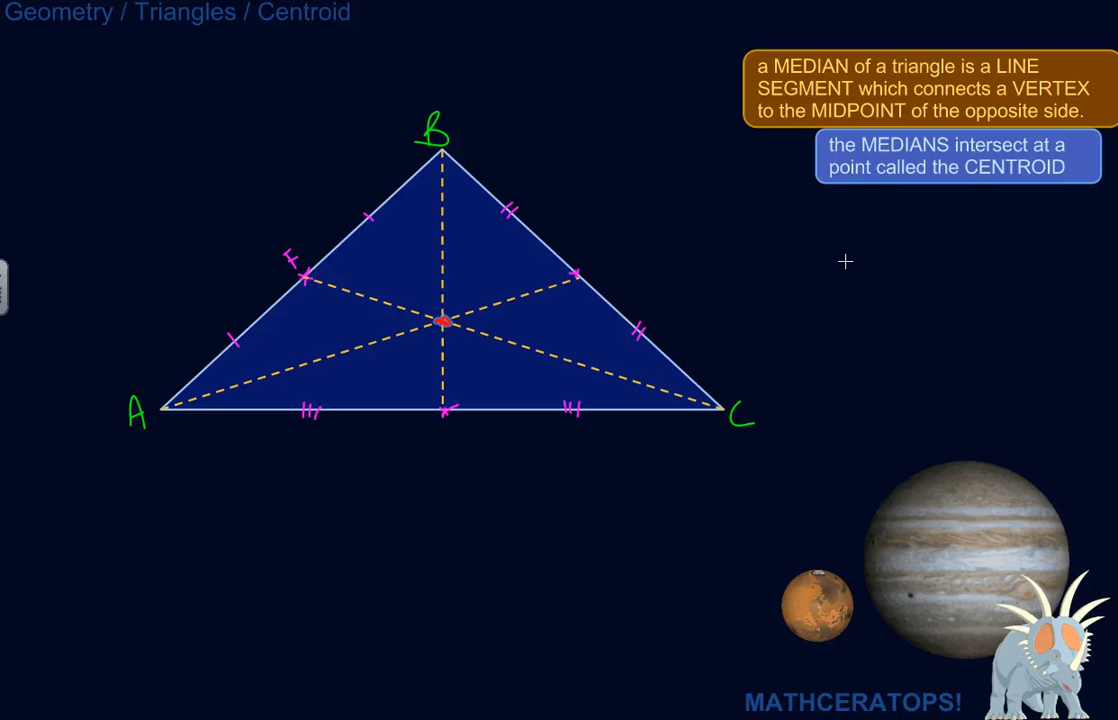 Geometry / Triangles / Centroid
a MEDIAN of a triangle is a LINE
SEGMENT which connects a VERTEX
to the MIDPOINT of the opposite side.
the MEDIANS intersect at a
point called the CENTROID
B
F
A
C
MATHCERATOPS!